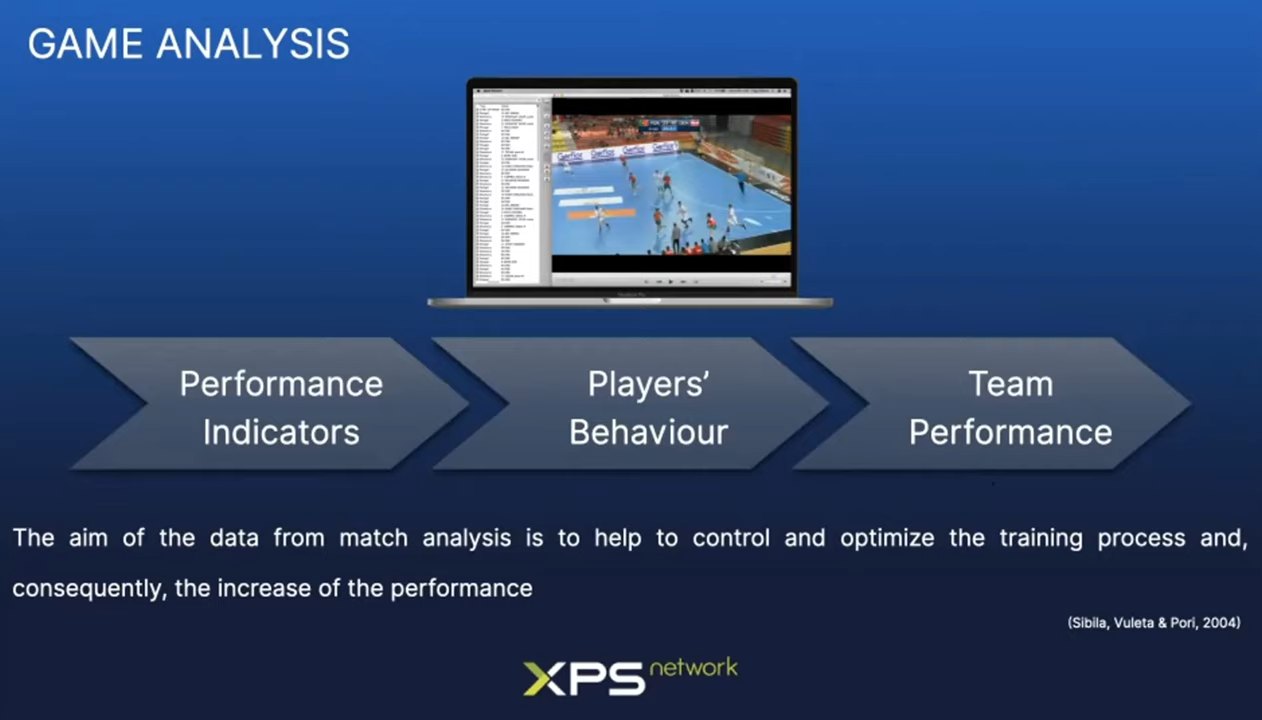 GAME ANALYSIS
Performance
Indicators
Players'
Behaviour
Team
Performance
The aim of the data from match analysis is to help to control and optimize the training process and,
consequently, the increase of the performance
(Sibila, Vuleta & Pori, 2004)
XPS network